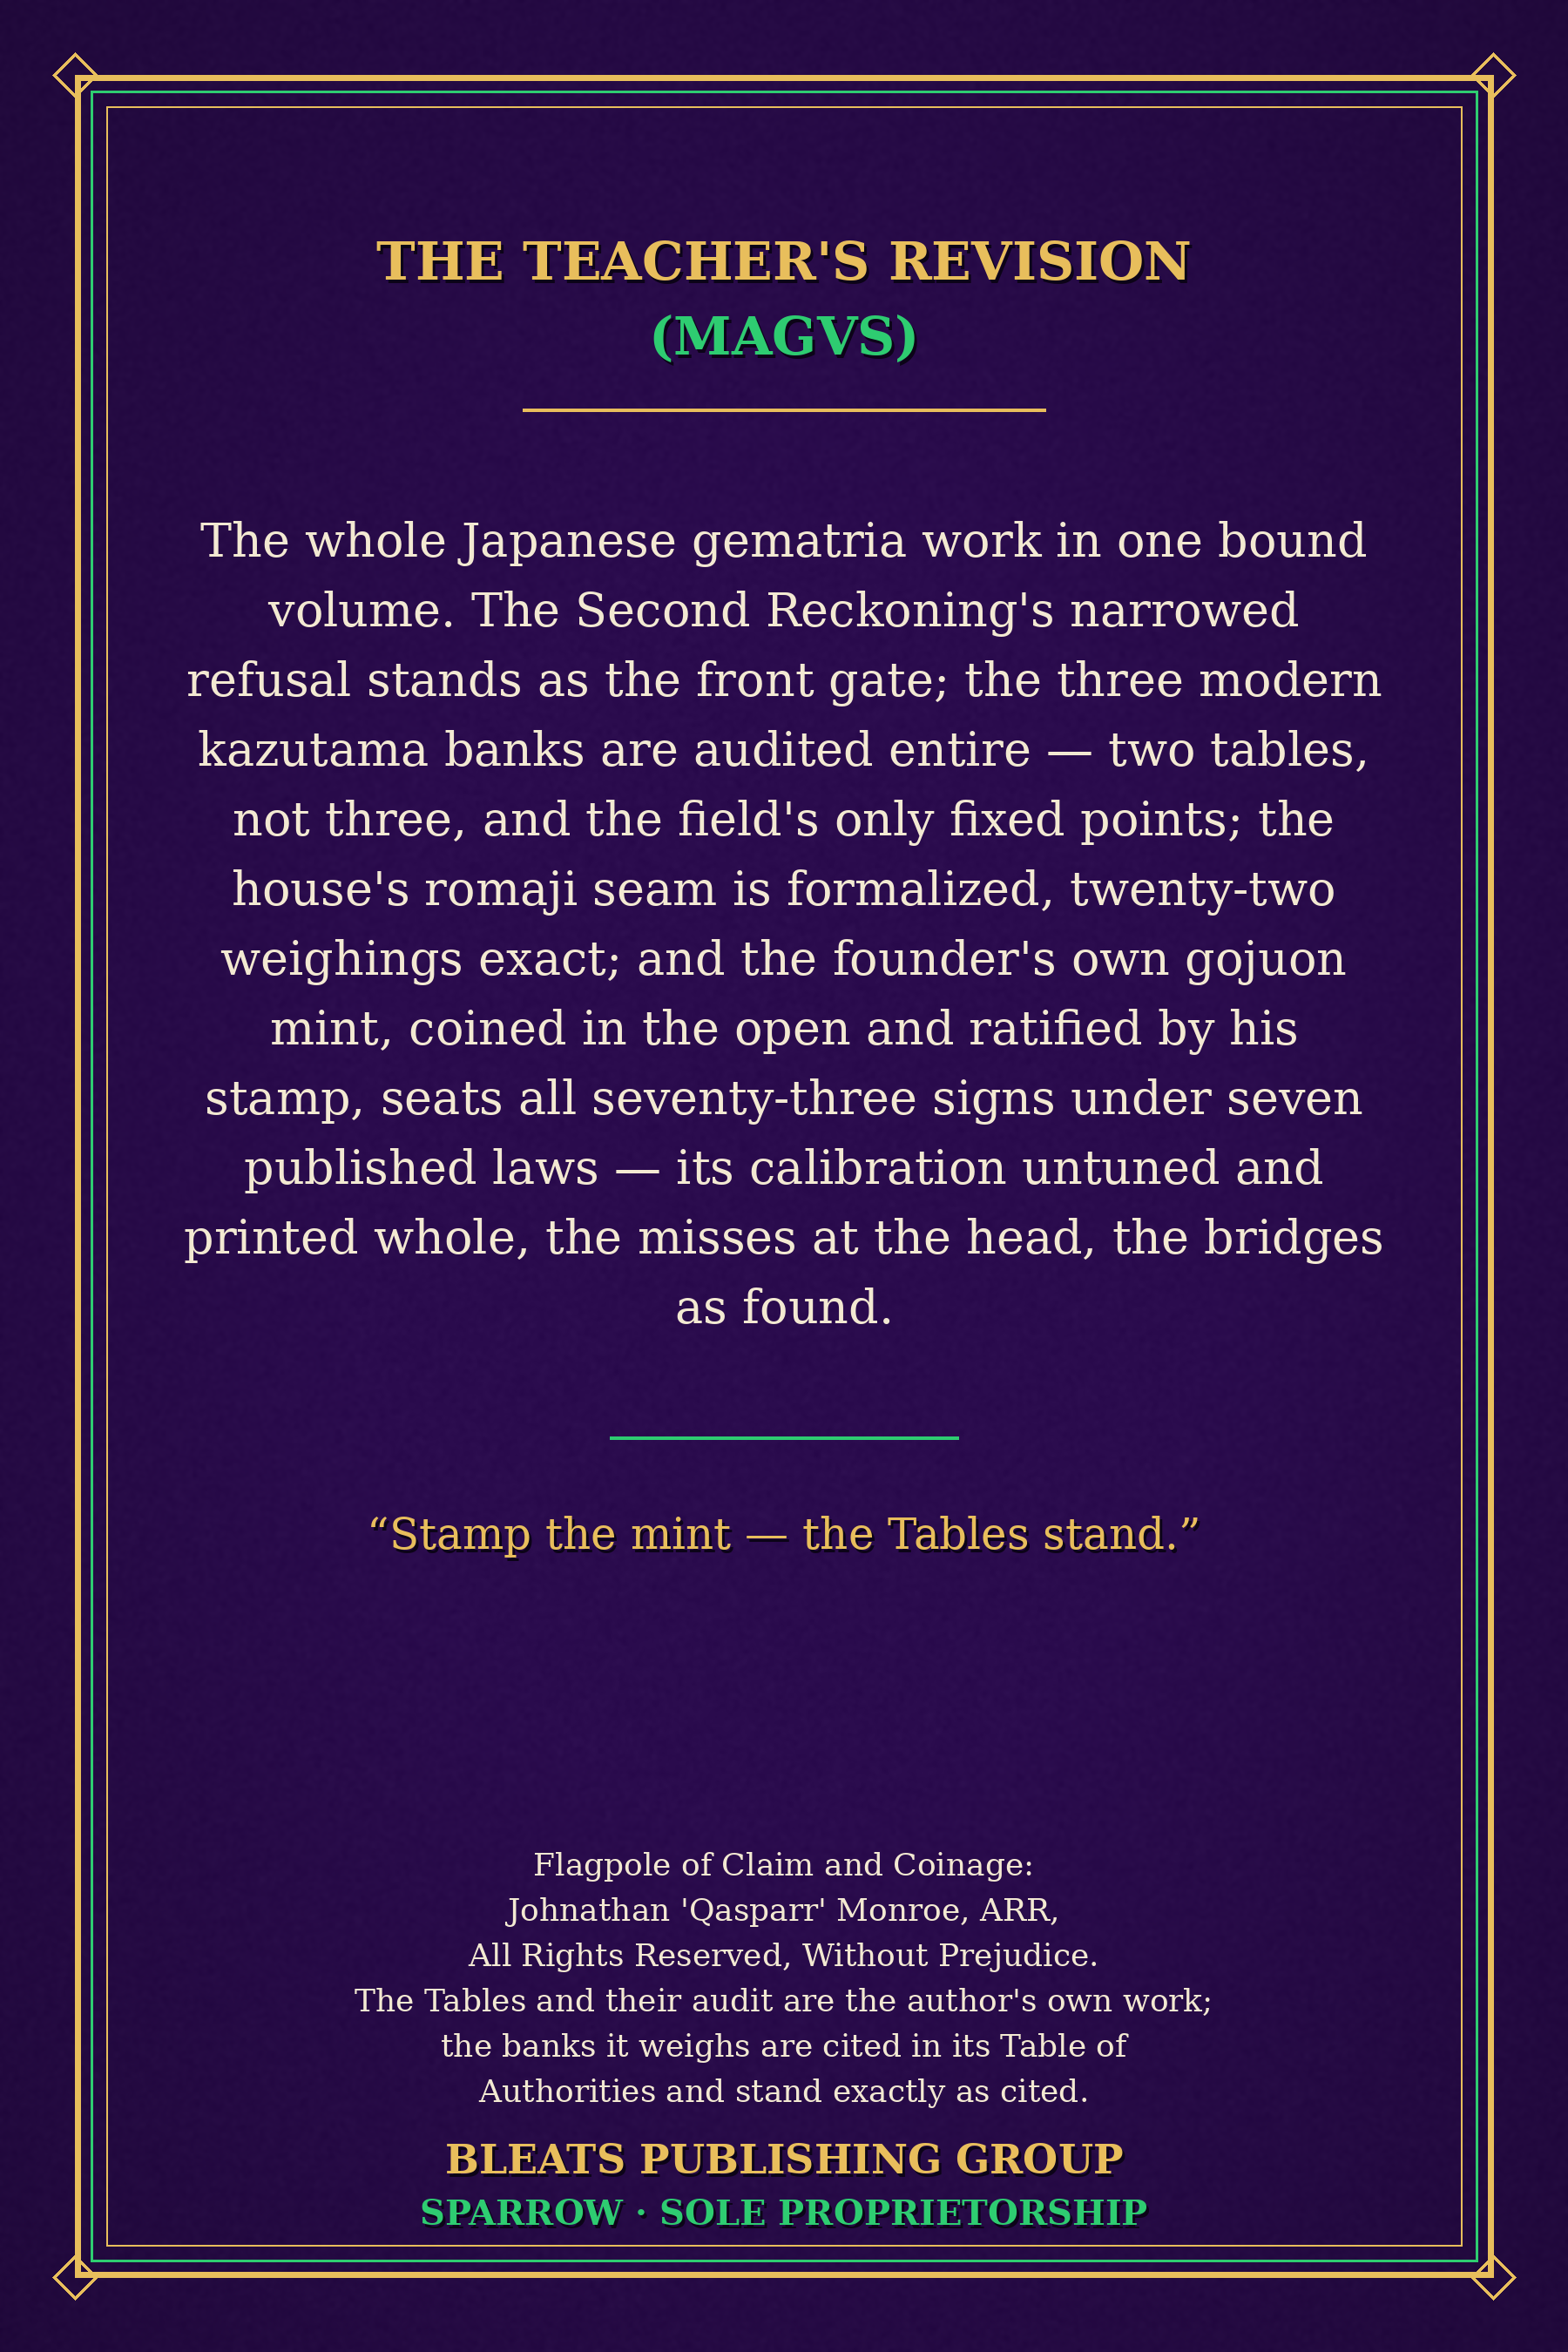 THE TEACHER'S REVISION
(MAGVS)
The whole Japanese gematria work in one bound
volume. The Second Reckoning's narrowed
refusal stands as the front gate; the three modern
kazutama banks are audited entire — two tables,
not three, and the field's only fixed points; the
house's romaji seam is formalized, twenty-two
weighings exact; and the founder's own gojuon
mint, coined in the open and ratified by his
stamp, seats all seventy-three signs under seven
published laws — its calibration untuned and
printed whole, the misses at the head, the bridges
as found.
“Stamp the mint — the Tables stand.”
Flagpole of Claim and Coinage:
Johnathan 'Qasparr' Monroe, ARR,
All Rights Reserved, Without Prejudice.
The Tables and their audit are the author's own work;
the banks it weighs are cited in its Table of
Authorities and stand exactly as cited.
BLEATS PUBLISHING GROUP
SPARROW · SOLE PROPRIETORSHIP